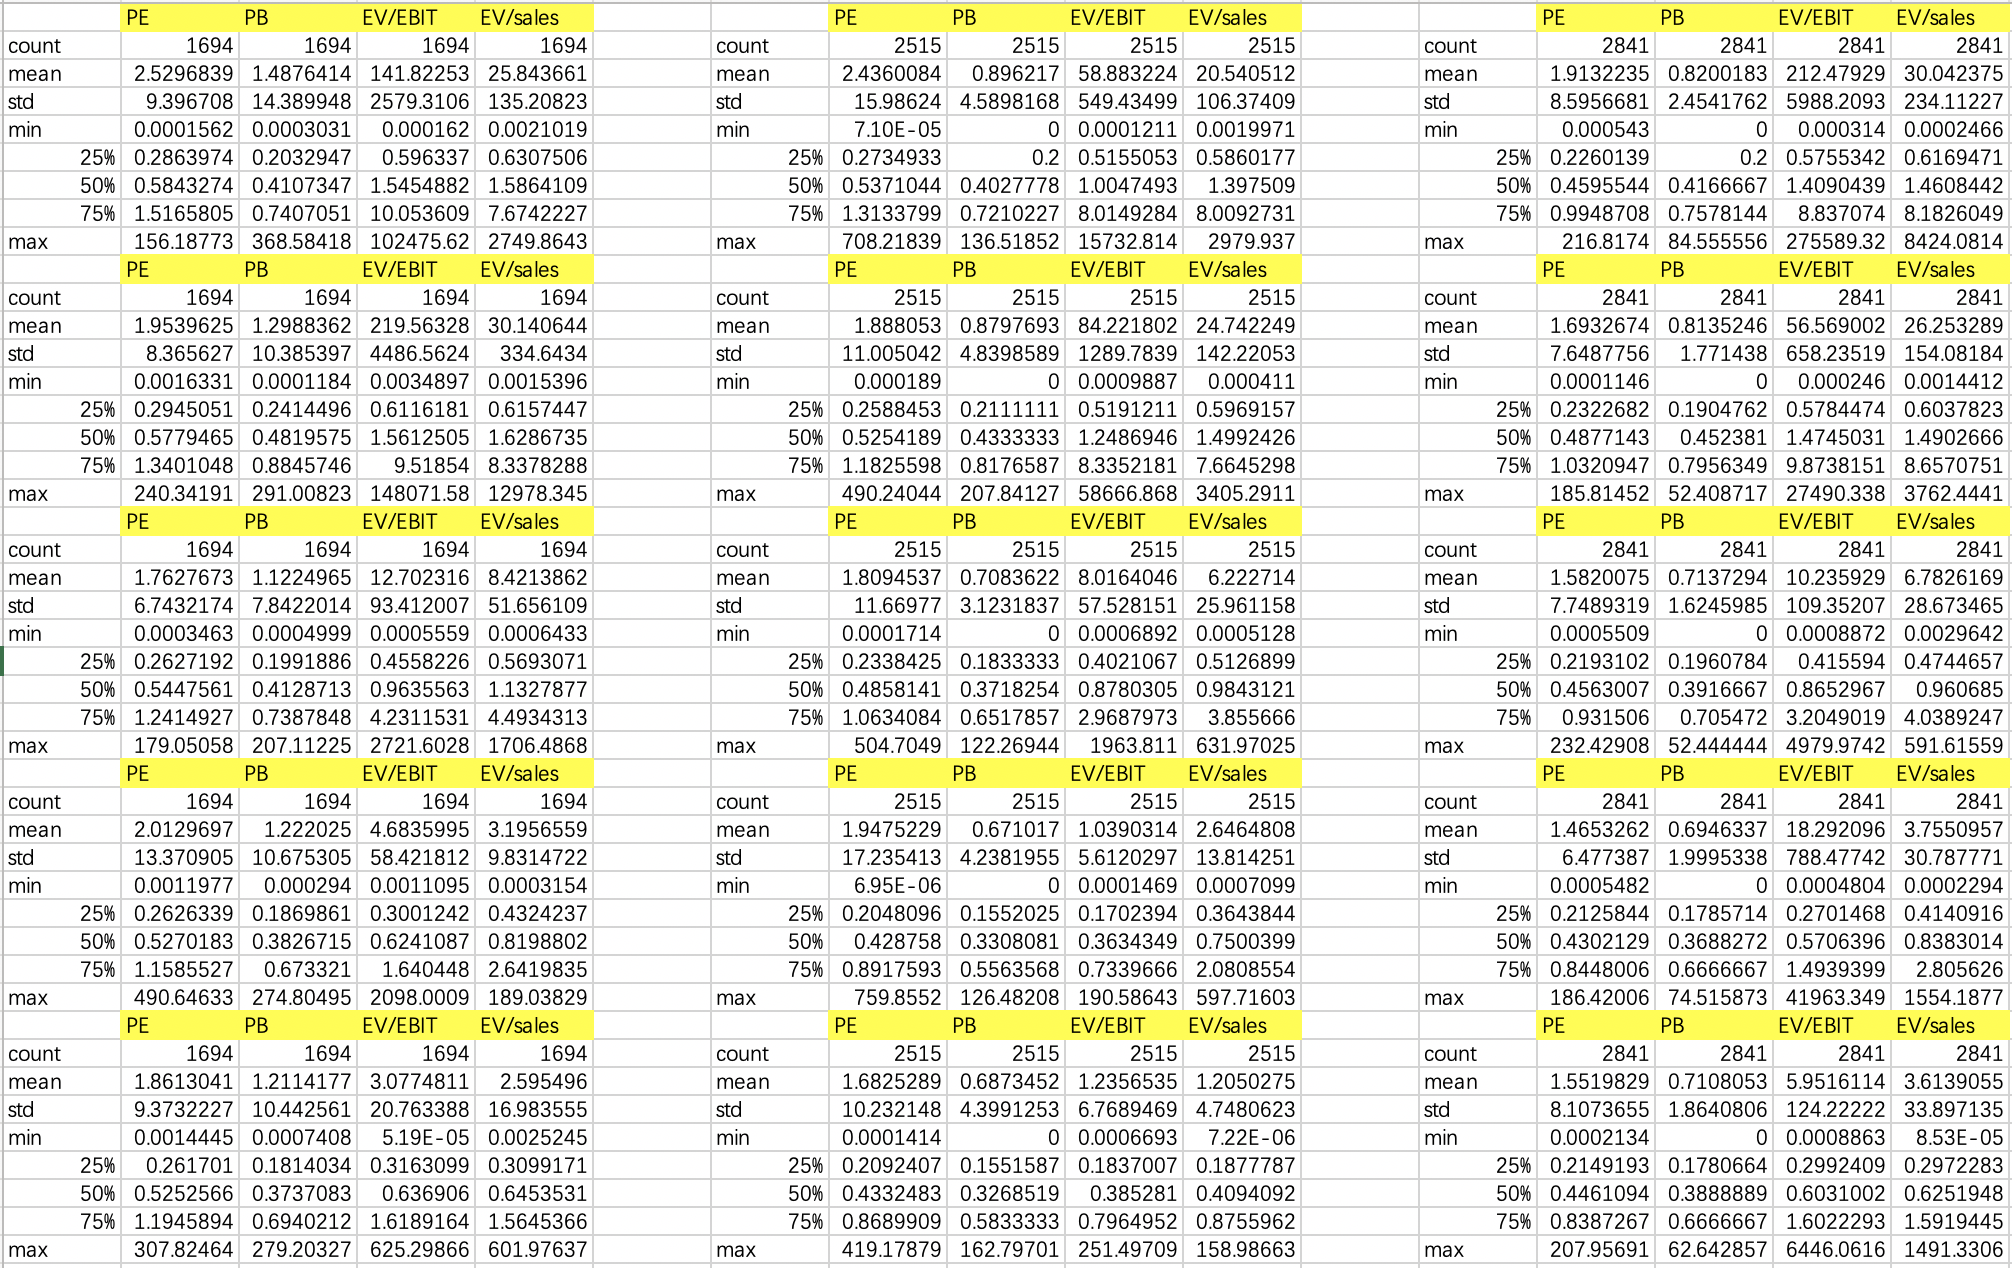 PE PB EV/EBIT EV/sales PE PB EV/EBIT EV/sales PE PB EV/EBIT EV/sales
count 1694 1694 1694 1694 count 2515 2515 2515 2515 count 2841 2841 2841 2841
mean 2.5296839 1.4876414 141.82253 25.843661 mean 2.4360084 0.896217 58.883224 20.540512 mean 1.9132235 0.8200183 212.47929 30.042375
std 9.396708 14.389948 2579.3106 135.20823 std 15.98624 4.5898168 549.43499 106.37409 std 8.5956681 2.4541762 5988.2093 234.11227
min 0.0001562 0.0003031 0.000162 0.0021019 min 7.10E-05 0 0.0001211 0.0019971 min 0.000543 0 0.000314 0.0002466
25% 0.2863974 0.2032947 0.596337 0.6307506 25% 0.2734933 0.2 0.5155053 0.5860177 25% 0.2260139 0.2 0.5755342 0.6169471
50% 0.5843274 0.4107347 1.5454882 1.5864109 50% 0.5371044 0.4027778 1.0047493 1.397509 50% 0.4595544 0.4166667 1.4090439 1.4608442
75% 1.5165805 0.7407051 10.053609 7.6742227 75% 1.3133799 0.7210227 8.0149284 8.0092731 75% 0.9948708 0.7578144 8.837074 8.1826049
max 156.18773 368.58418 102475.62 2749.8643 max 708.21839 136.51852 15732.814 2979.937 max 216.8174 84.555556 275589.32 8424.0814
PE PB EV/EBIT EV/sales PE PB EV/EBIT EV/sales PE PB EV/EBIT EV/sales
count 1694 1694 1694 1694 count 2515 2515 2515 2515 count 2841 2841 2841 2841
mean 1.9539625 1.2988362 219.56328 30.140644 mean 1.888053 0.8797693 84.221802 24.742249 mean 1.6932674 0.8135246 56.569002 26.253289
std 8.365627 10.385397 4486.5624 334.6434 std 11.005042 4.8398589 1289.7839 142.22053 std 7.6487756 1.771438 658.23519 154.08184
min 0.0016331 0.0001184 0.0034897 0.0015396 min 0.000189 0 0.0009887 0.000411 min 0.0001146 0 0.000246 0.0014412
25% 0.2945051 0.2414496 0.6116181 0.6157447 25% 0.2588453 0.2111111 0.5191211 0.5969157 25% 0.2322682 0.1904762 0.5784474 0.6037823
50% 0.5779465 0.4819575 1.5612505 1.6286735 50% 0.5254189 0.4333333 1.2486946 1.4992426 50% 0.4877143 0.452381 1.4745031 1.4902666
75% 1.3401048 0.8845746 9.51854 8.3378288 75% 1.1825598 0.8176587 8.3352181 7.6645298 75% 1.0320947 0.7956349 9.8738151 8.6570751
max 240.34191 291.00823 148071.58 12978.345 max 490.24044 207.84127 58666.868 3405.2911 max 185.81452 52.408717 27490.338 3762.4441
PE PB EV/EBIT EV/sales PE PB EV/EBIT EV/sales PE PB EV/EBIT EV/sales
count 1694 1694 1694 1694 count 2515 2515 2515 2515 count 2841 2841 2841 2841
mean 1.7627673 1.1224965 12.702316 8.4213862 mean 1.8094537 0.7083622 8.0164046 6.222714 mean 1.5820075 0.7137294 10.235929 6.7826169
std 6.7432174 7.8422014 93.412007 51.656109 std 11.66977 3.1231837 57.528151 25.961158 std 7.7489319 1.6245985 109.35207 28.673465
min 0.0003463 0.0004999 0.0005559 0.0006433 min 0.0001714 0 0.0006892 0.0005128 min 0.0005509 0 0.0008872 0.0029642
25% 0.2627192 0.1991886 0.4558226 0.5693071 25% 0.2338425 0.1833333 0.4021067 0.5126899 25% 0.2193102 0.1960784 0.415594 0.4744657
50% 0.5447561 0.4128713 0.9635563 1.1327877 50% 0.4858141 0.3718254 0.8780305 0.9843121 50% 0.4563007 0.3916667 0.8652967 0.960685
75% 1.2414927 0.7387848 4.2311531 4.4934313 75% 1.0634084 0.6517857 2.9687973 3.855666 75% 0.931506 0.705472 3.2049019 4.0389247
max 179.05058 207.11225 2721.6028 1706.4868 max 504.7049 122.26944 1963.811 631.97025 max 232.42908 52.444444 4979.9742 591.61559
PE PB EV/EBIT EV/sales PE PB EV/EBIT EV/sales PE PB EV/EBIT EV/sales
count 1694 1694 1694 1694 count 2515 2515 2515 2515 count 2841 2841 2841 2841
mean 2.0129697 1.222025 4.6835995 3.1956559 mean 1.9475229 0.671017 1.0390314 2.6464808 mean 1.4653262 0.6946337 18.292096 3.7550957
std 13.370905 10.675305 58.421812 9.8314722 std 17.235413 4.2381955 5.6120297 13.814251 std 6.477387 1.9995338 788.47742 30.787771
min 0.0011977 0.000294 0.0011095 0.0003154 min 6.95E-06 0 0.0001469 0.0007099 min 0.0005482 0 0.0004804 0.0002294
25% 0.2626339 0.1869861 0.3001242 0.4324237 25% 0.2048096 0.1552025 0.1702394 0.3643844 25% 0.2125844 0.1785714 0.2701468 0.4140916
50% 0.5270183 0.3826715 0.6241087 0.8198802 50% 0.428758 0.3308081 0.3634349 0.7500399 50% 0.4302129 0.3688272 0.5706396 0.8383014
75% 1.1585527 0.673321 1.640448 2.6419835 75% 0.8917593 0.5563568 0.7339666 2.0808554 75% 0.8448006 0.6666667 1.4939399 2.805626
max 490.64633 274.80495 2098.0009 189.03829 max 759.8552 126.48208 190.58643 597.71603 max 186.42006 74.515873 41963.349 1554.1877
PE PB EV/EBIT EV/sales PE PB EV/EBIT EV/sales PE PB EV/EBIT EV/sales
count 1694 1694 1694 1694 count 2515 2515 2515 2515 count 2841 2841 2841 2841
mean 1.8613041 1.2114177 3.0774811 2.595496 mean 1.6825289 0.6873452 1.2356535 1.2050275 mean 1.5519829 0.7108053 5.9516114 3.6139055
std 9.3732227 10.442561 20.763388 16.983555 std 10.232148 4.3991253 6.7689469 4.7480623 std 8.1073655 1.8640806 124.22222 33.897135
min 0.0014445 0.0007408 5.19E-05 0.0025245 min 0.0001414 0 0.0006693 7.22E-06 min 0.0002134 0 0.0008863 8.53E-05
25% 0.261701 0.1814034 0.3163099 0.3099171 25% 0.2092407 0.1551587 0.1837007 0.1877787 25% 0.2149193 0.1780664 0.2992409 0.2972283
50% 0.5252566 0.3737083 0.636906 0.6453531 50% 0.4332483 0.3268519 0.385281 0.4094092 50% 0.4461094 0.3888889 0.6031002 0.6251948
75% 1.1945894 0.6940212 1.6189164 1.5645366 75% 0.8689909 0.5833333 0.7964952 0.8755962 75% 0.8387267 0.6666667 1.6022293 1.5919445
max 307.82464 279.20327 625.29866 601.97637 max 419.17879 162.79701 251.49709 158.98663 max 207.95691 62.642857 6446.0616 1491.3306